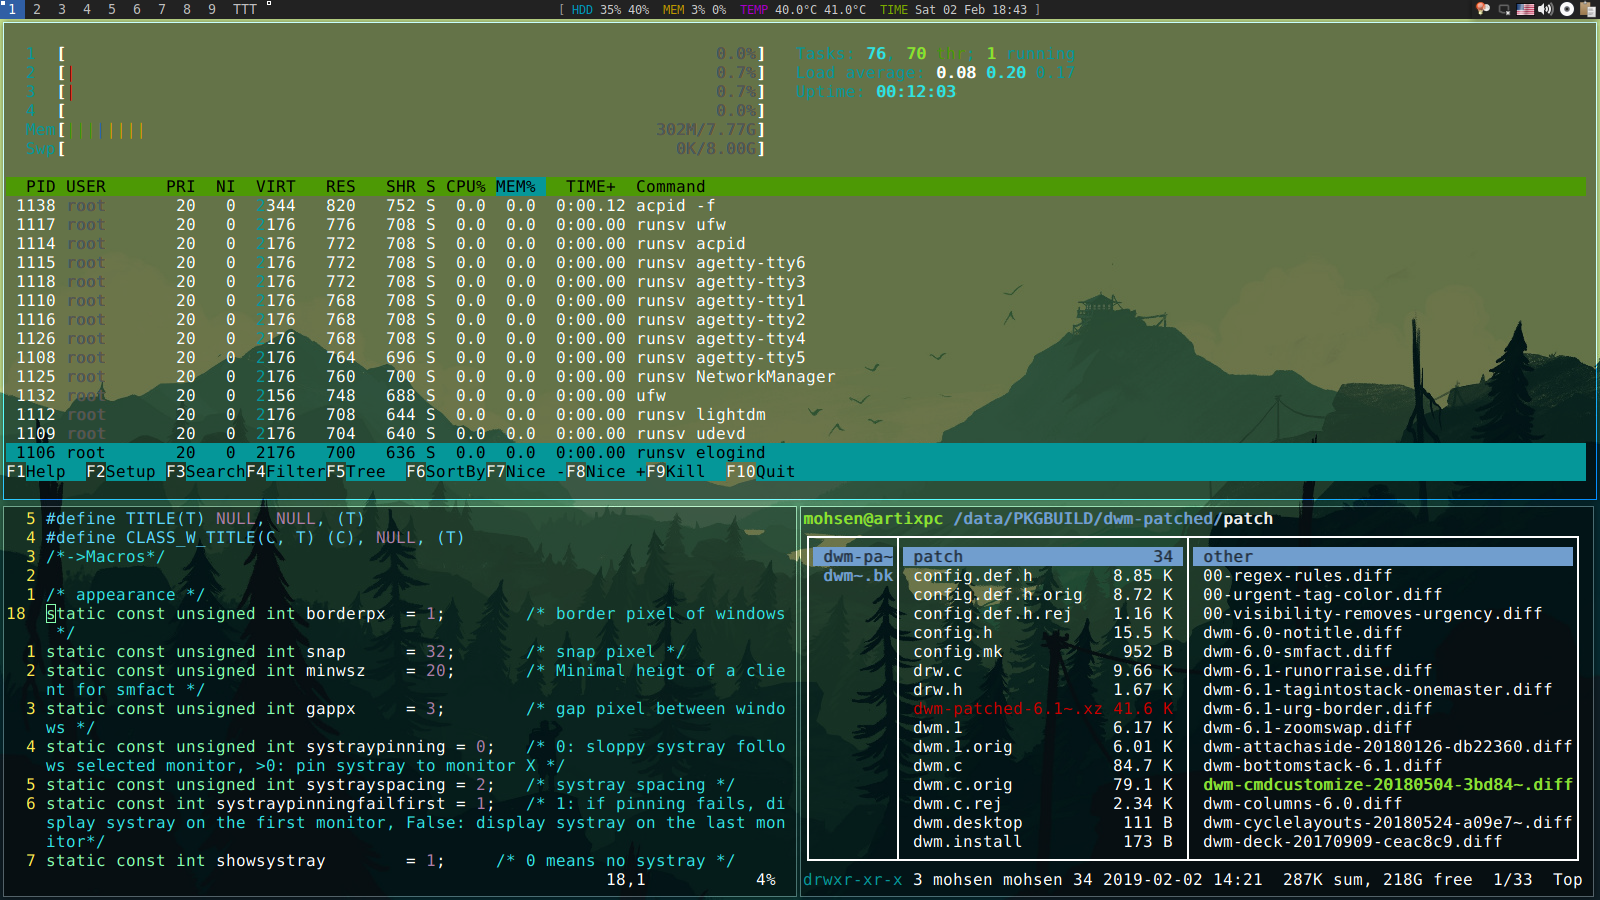 1 2 3 4 5 6 7 8 9 TTT [ HDD 35% 40% MEM 3% 0% TEMP 40.0°C 41.0°C TIME Sat 02 Feb 18:43 ]
1 [ 0.0%] Tasks: 76, 70 thr; 1 running
2 [| 0.7%] Load average: 0.08 0.20 0.17
3 [| 0.7%] Uptime: 00:12:03
4 [ 0.0%]
Mem[|||||||| 302M/7.77G]
Swp[ 0K/8.00G]
PID USER PRI NI VIRT RES SHR S CPU% MEM% TIME+ Command
1138 root 20 0 2344 820 752 S 0.0 0.0 0:00.12 acpid -f
1117 root 20 0 2176 776 708 S 0.0 0.0 0:00.00 runsv ufw
1114 root 20 0 2176 772 708 S 0.0 0.0 0:00.00 runsv acpid
1115 root 20 0 2176 772 708 S 0.0 0.0 0:00.00 runsv agetty-tty6
1118 root 20 0 2176 772 708 S 0.0 0.0 0:00.00 runsv agetty-tty3
1110 root 20 0 2176 768 708 S 0.0 0.0 0:00.00 runsv agetty-tty1
1116 root 20 0 2176 768 708 S 0.0 0.0 0:00.00 runsv agetty-tty2
1126 root 20 0 2176 768 708 S 0.0 0.0 0:00.00 runsv agetty-tty4
1108 root 20 0 2176 764 696 S 0.0 0.0 0:00.00 runsv agetty-tty5
1125 root 20 0 2176 760 700 S 0.0 0.0 0:00.00 runsv NetworkManager
1132 root 20 0 2156 748 688 S 0.0 0.0 0:00.00 ufw
1112 root 20 0 2176 708 644 S 0.0 0.0 0:00.00 runsv lightdm
1109 root 20 0 2176 704 640 S 0.0 0.0 0:00.00 runsv udevd
1106 root 20 0 2176 700 636 S 0.0 0.0 0:00.00 runsv elogind
F1Help F2Setup F3SearchF4FilterF5Tree F6SortByF7Nice -F8Nice +F9Kill F10Quit
5 #define TITLE(T) NULL, NULL, (T)
4 #define CLASS_W_TITLE(C, T) (C), NULL, (T)
3 /*->Macros*/
2
1 /* appearance */
18 static const unsigned int borderpx = 1; /* border pixel of windows
*/
1 static const unsigned int snap = 32; /* snap pixel */
2 static const unsigned int minwsz = 20; /* Minimal heigt of a clie
nt for smfact */
3 static const unsigned int gappx = 3; /* gap pixel between windo
ws */
4 static const unsigned int systraypinning = 0; /* 0: sloppy systray follo
ws selected monitor, >0: pin systray to monitor X */
5 static const unsigned int systrayspacing = 2; /* systray spacing */
6 static const int systraypinningfailfirst = 1; /* 1: if pinning fails, di
splay systray on the first monitor, False: display systray on the last mon
itor*/
7 static const int showsystray = 1; /* 0 means no systray */
18,1 4%
mohsen@artixpc /data/PKGBUILD/dwm-patched/patch
dwm-pa~ patch 34 other
dwm~.bk config.def.h 8.85 K 00-regex-rules.diff
config.def.h.orig 8.72 K 00-urgent-tag-color.diff
config.def.h.rej 1.16 K 00-visibility-removes-urgency.diff
config.h 15.5 K dwm-6.0-notitle.diff
config.mk 952 B dwm-6.0-smfact.diff
drw.c 9.66 K dwm-6.1-runorraise.diff
drw.h 1.67 K dwm-6.1-tagintostack-onemaster.diff
dwm-patched-6.1~.xz 41.6 K dwm-6.1-urg-border.diff
dwm.1 6.17 K dwm-6.1-zoomswap.diff
dwm.1.orig 6.01 K dwm-attachaside-20180126-db22360.diff
dwm.c 84.7 K dwm-bottomstack-6.1.diff
dwm.c.orig 79.1 K dwm-cmdcustomize-20180504-3bd84~.diff
dwm.c.rej 2.34 K dwm-columns-6.0.diff
dwm.desktop 111 B dwm-cyclelayouts-20180524-a09e7~.diff
dwm.install 173 B dwm-deck-20170909-ceac8c9.diff
drwxr-xr-x 3 mohsen mohsen 34 2019-02-02 14:21 287K sum, 218G free 1/33 Top